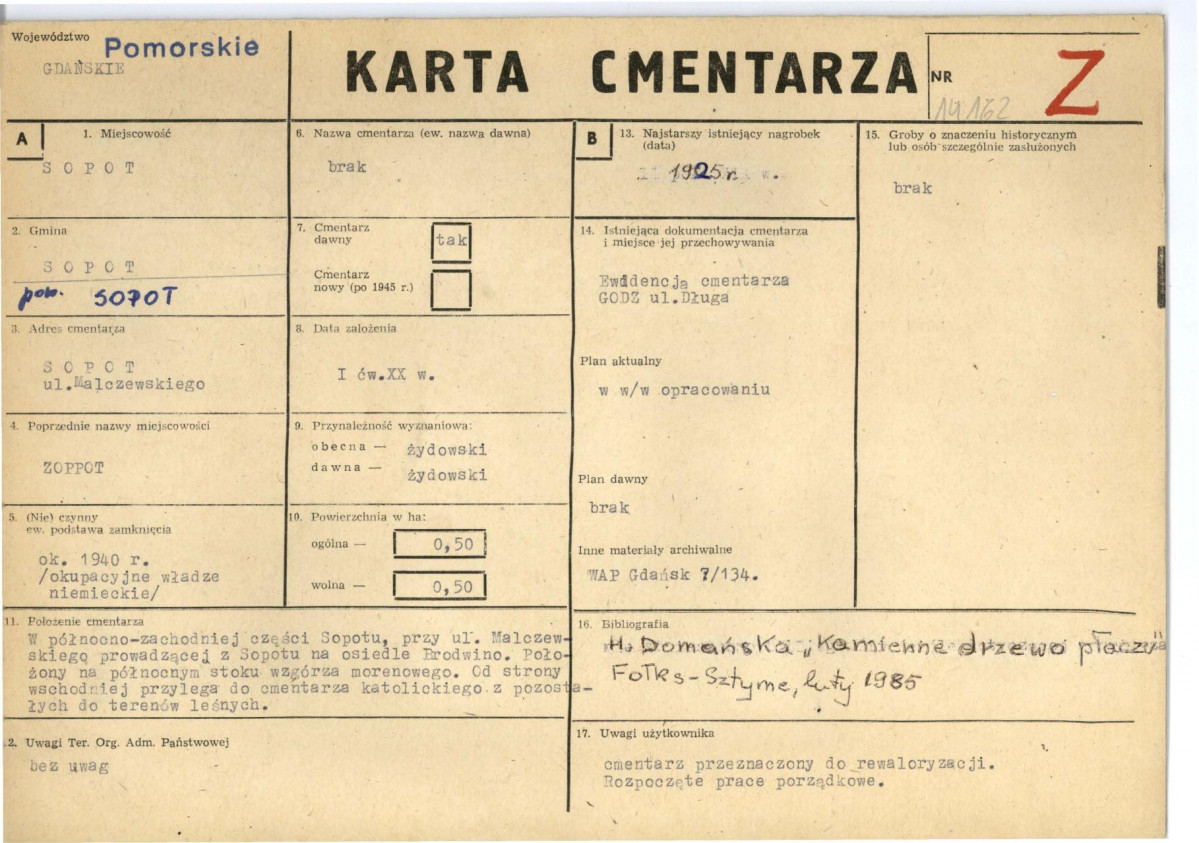 Województwo Pomorskie
GDAŃSKIE
KARTA CMENTARZA
NR
Z
A
1. Miejscowość
SOPOT
2. Gmina
SOPOT
pow. SOPOT
3. Adres cmentarza
SOPOT
ul.Malczewskiego
4. Poprzednie nazwy miejscowości
ZOPPOT
5. (Nie) czynny
ew. podstawa zamknięcia
ok. 1940 r.
/okupacyjne władze
niemieckie/
6. Nazwa cmentarza (ew. nazwa dawna)
brak
7. Cmentarz
dawny
tak
Cmentarz
nowy (po 1945 r.)
8. Data założenia
I ćw.XX w.
9. Przynależność wyznaniowa:
obecna — żydowski
dawna — żydowski
10. Powierzchnia w ha:
ogólna — 0,50
wolna — 0,50
11. Położenie cmentarza
W północno-zachodniej części Sopotu, przy ul. Malczew-
skiego prowadzącej z Sopotu na osiedle Brodwino. Poło-
żony na północnym stoku wzgórza morenowego. Od strony
wschodniej przylega do cmentarza katolickiego z pozosta-
łych do terenów leśnych.
2. Uwagi Ter. Org. Adm. Państwowej
bez uwag
B
13. Najstarszy istniejący nagrobek
(data)
1925 r.
14. Istniejąca dokumentacja cmentarza
i miejsce jej przechowywania
Ewidencja cmentarza
GODZ ul.Długa
Plan aktualny
w w/w opracowaniu
Plan dawny
brak
Inne materiały archiwalne
WAP Gdańsk 7/134.
15. Groby o znaczeniu historycznym
lub osób szczególnie zasłużonych
brak
16. Bibliografia
H. Domańska „Kamienne drzewo płaczu"
Fołks-Sztyme, luty 1985
17. Uwagi użytkownika
cmentarz przeznaczony do rewaloryzacji.
Rozpoczęte prace porządkowe.